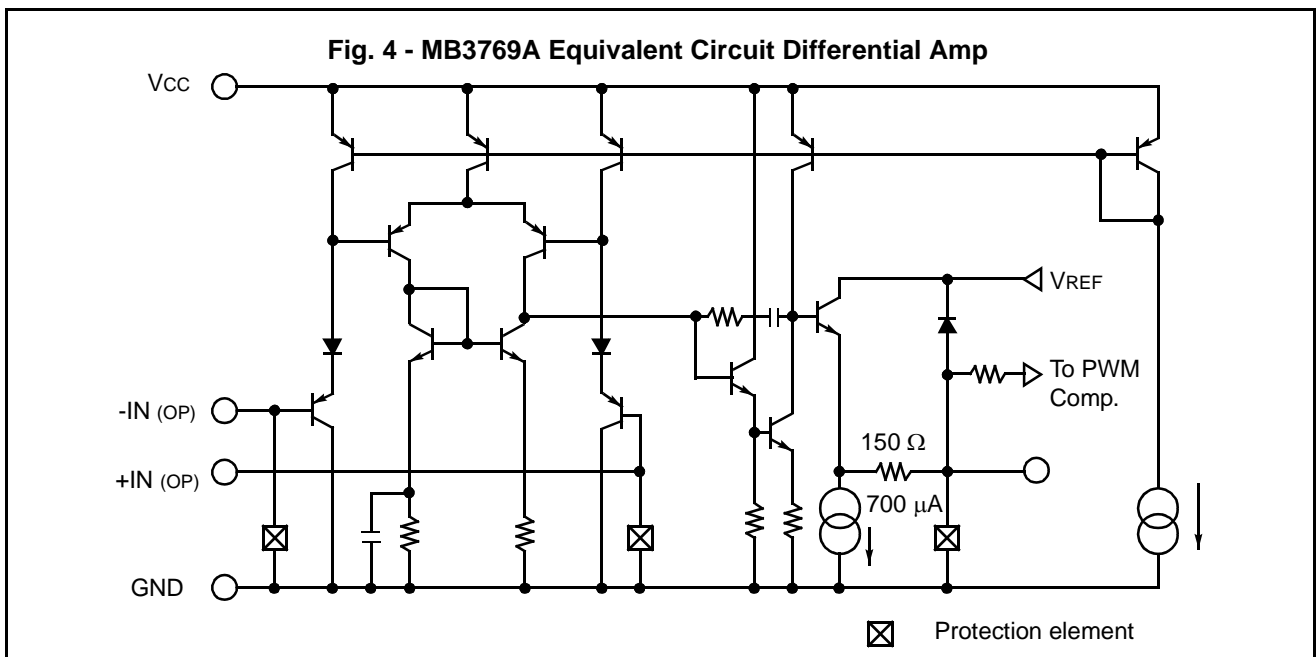 Fig. 4 - MB3769A Equivalent Circuit Differential Amp
VCC
VREF
To PWM
Comp.
-IN (OP)
150 Ω
+IN (OP)
700 μA
GND
Protection element